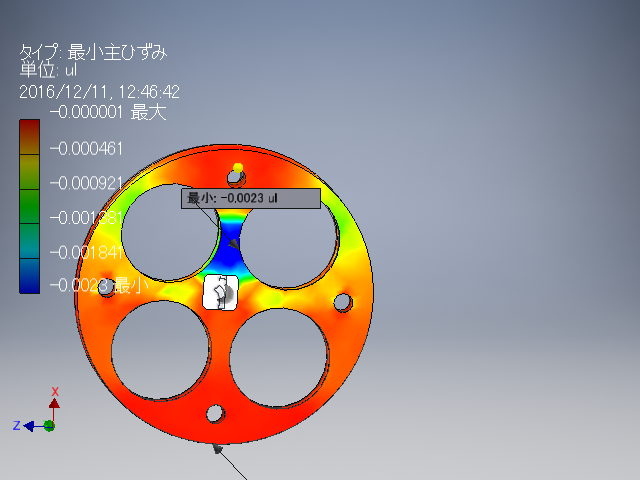 タイプ: 最小主ひずみ
単位: ul
2016/12/11, 12:46:42
-0.000001 最大
-0.000461
-0.000921
-0.001381
-0.001841
-0.0023 最小
最小: -0.0023 ul
X
Z